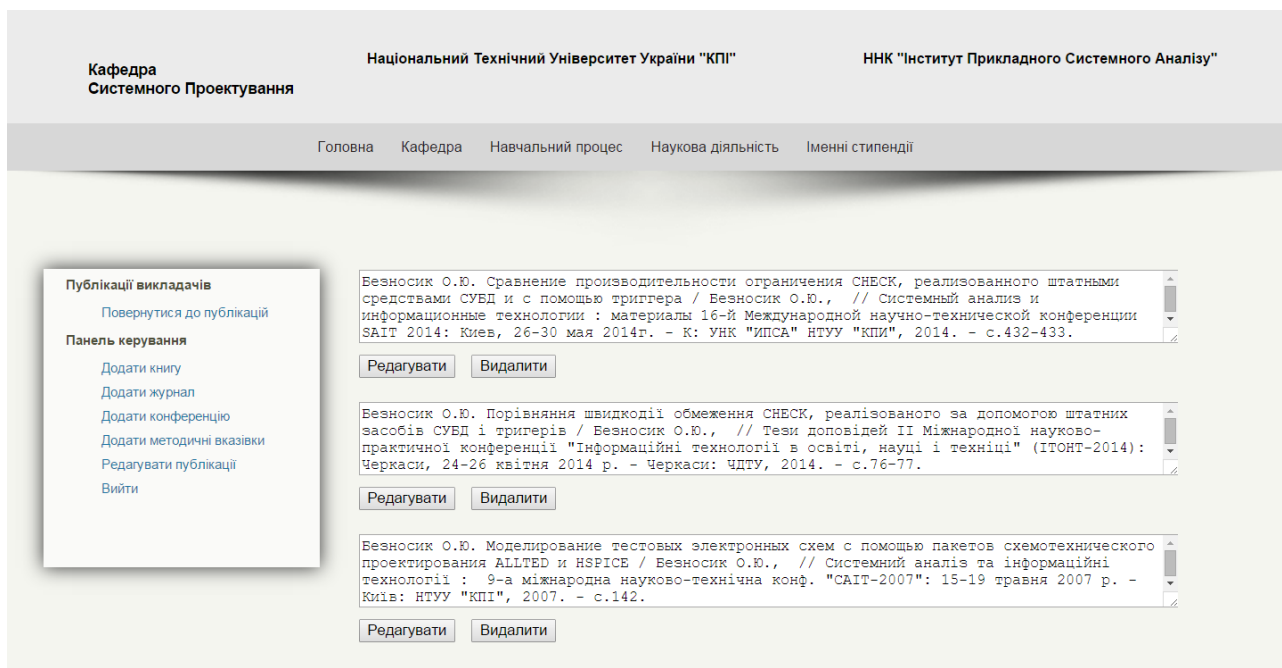 Кафедра
Системного Проектування
Національний Технічний Університет України "КПІ"
ННК "Інститут Прикладного Системного Аналізу"
Головна Кафедра Навчальний процес Наукова діяльність Іменні стипендії
Публікації викладачів
Повернутися до публікацій
Панель керування
Додати книгу
Додати журнал
Додати конференцію
Додати методичні вказівки
Редагувати публікації
Вийти
Безносик О.Ю. Сравнение производительности ограничения CHECK, реализованного штатными
средствами СУБД и с помощью триггера / Безносик О.Ю., // Системный анализ и
информационные технологии : материалы 16-й Международной научно-технической конференции
SAIT 2014: Киев, 26-30 мая 2014г. - К: УНК "ИПСА" НТУУ "КПИ", 2014. - с.432-433.
Редагувати Видалити
Безносик О.Ю. Порівняння швидкодії обмеження CHECK, реалізованого за допомогою штатних
засобів СУБД і тригерів / Безносик О.Ю., // Тези доповідей II Міжнародної науково-
практичної конференції "Інформаційні технології в освіті, науці і техніці" (ІТОНТ-2014):
Черкаси, 24-26 квітня 2014 р. - Черкаси: ЧДТУ, 2014. - с.76-77.
Редагувати Видалити
Безносик О.Ю. Моделирование тестовых электронных схем с помощью пакетов схемотехнического
проектирования ALLTED и HSPICE / Безносик О.Ю., // Системний аналіз та інформаційні
технології :  9-а міжнародна науково-технічна конф. "САІТ-2007": 15-19 травня 2007 р. -
Київ: НТУУ "КПІ", 2007. - с.142.
Редагувати Видалити